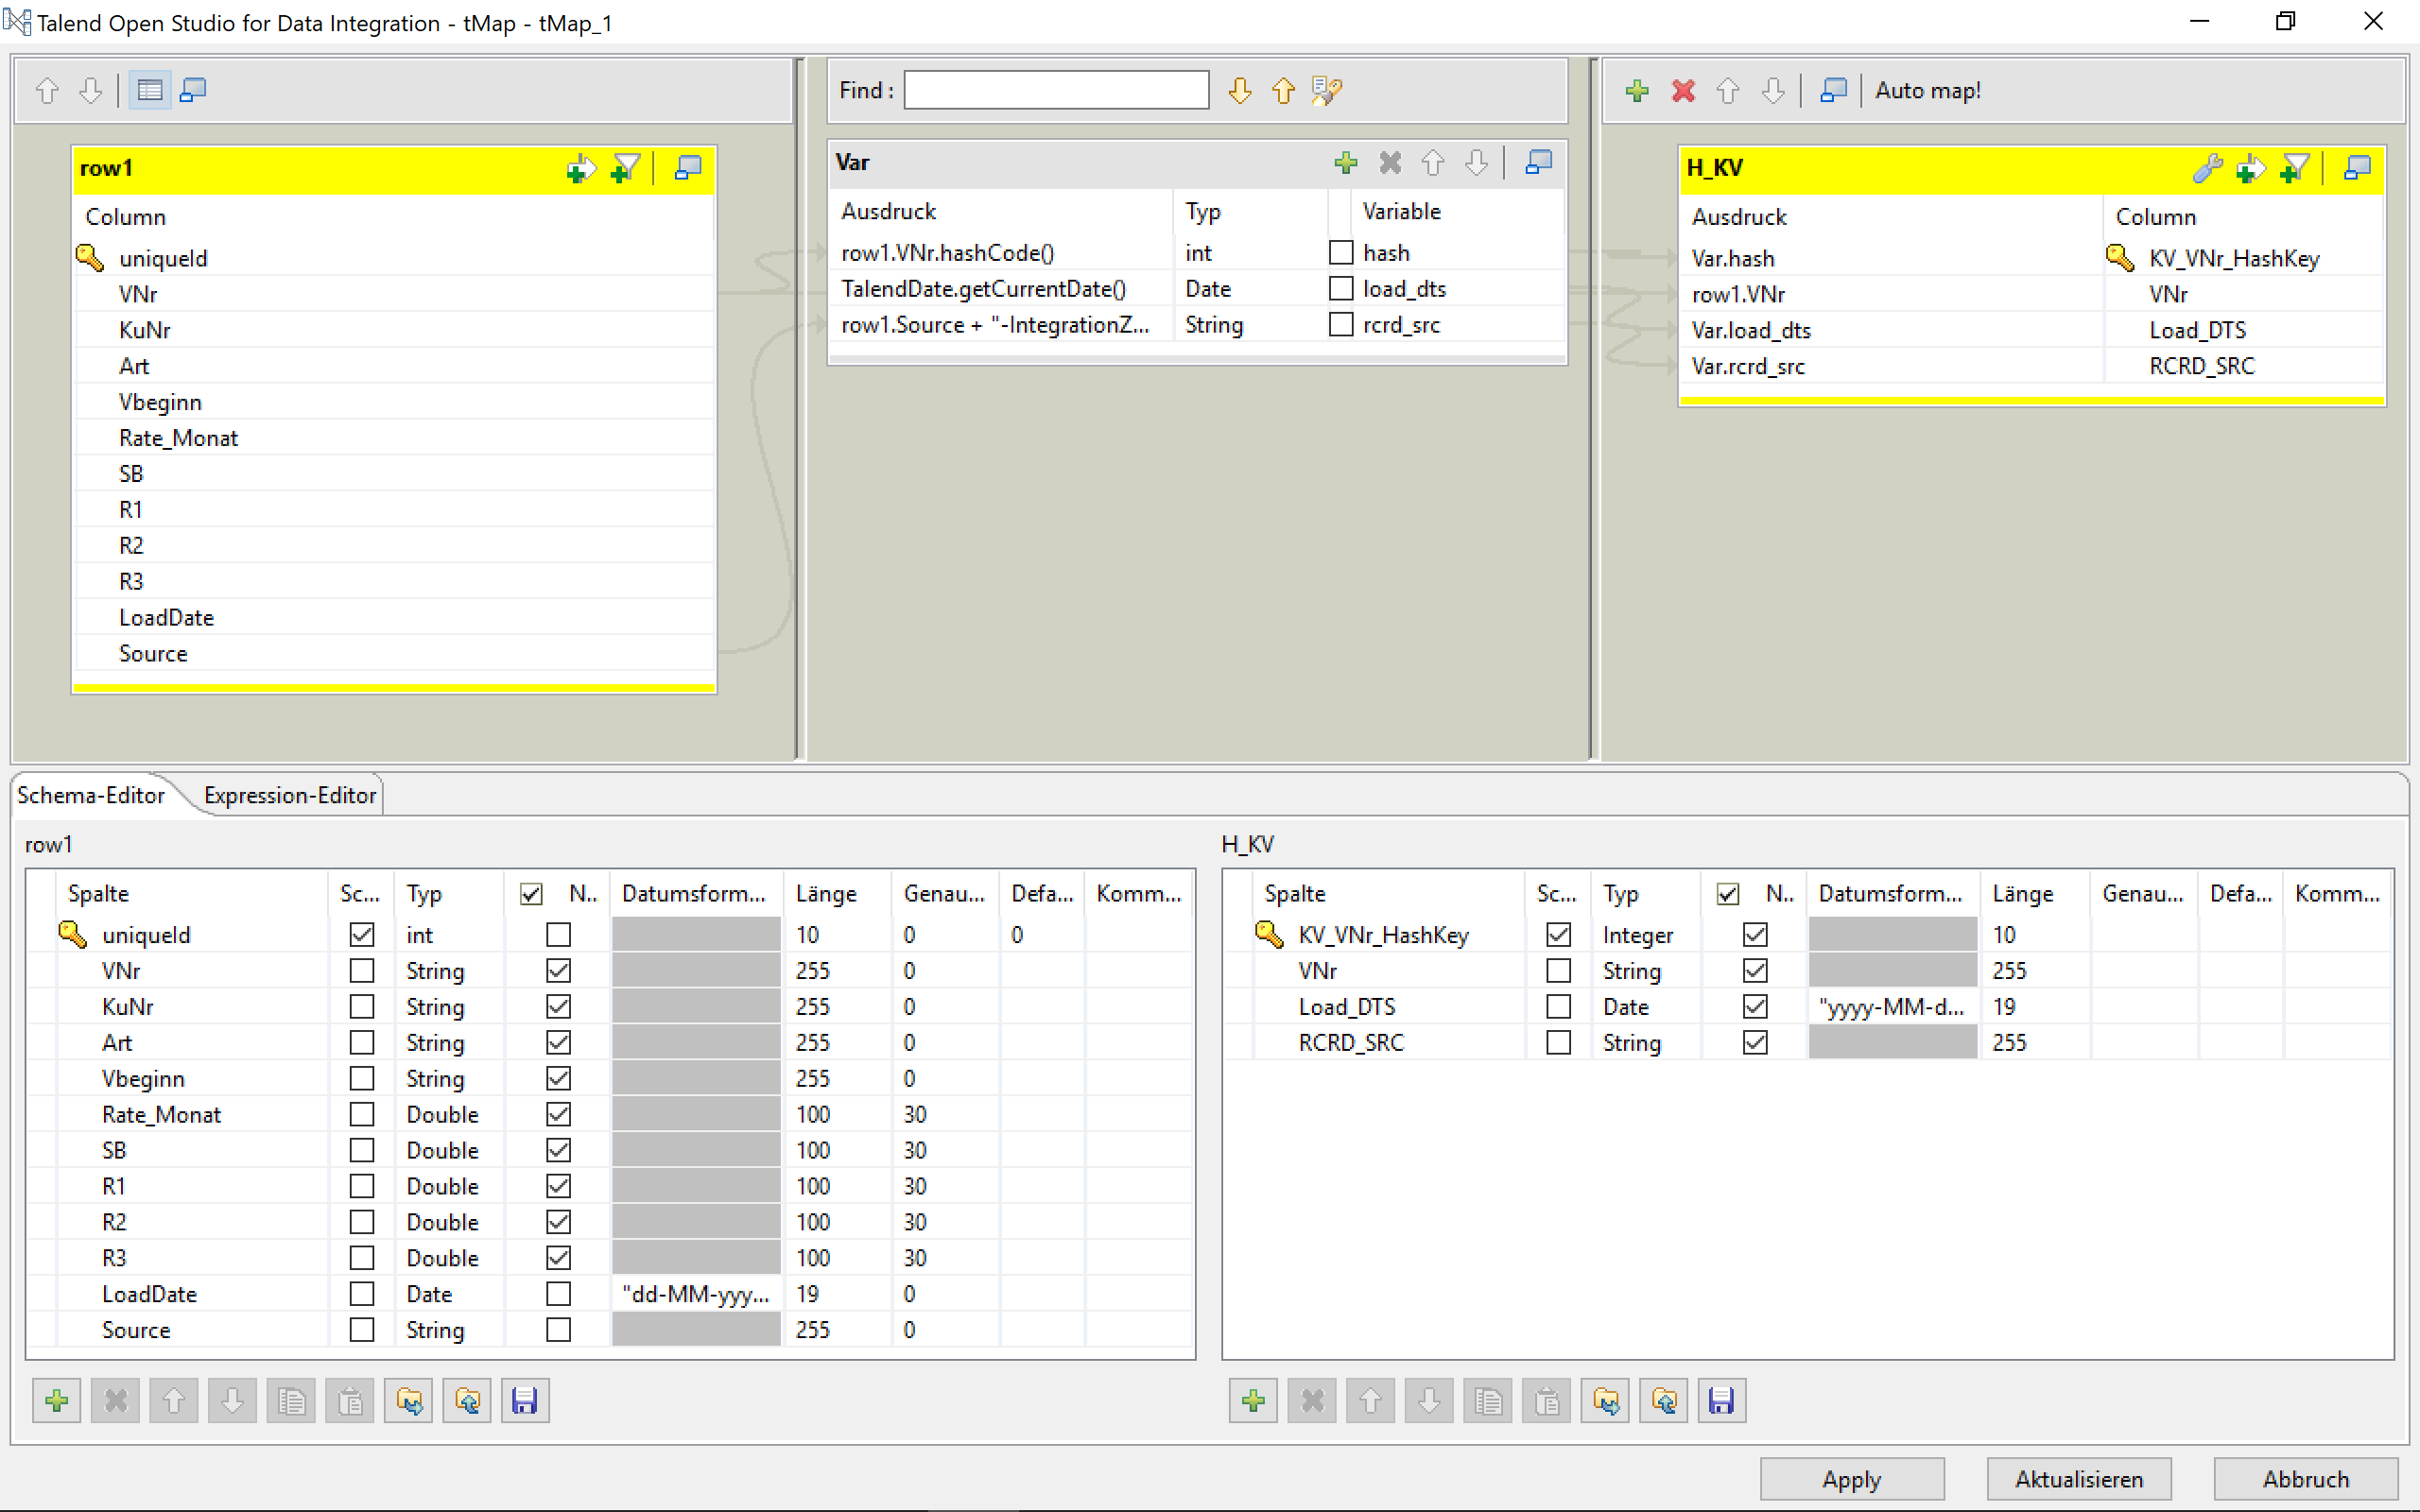 Talend Open Studio for Data Integration - tMap - tMap_1
Find :
Auto map!
row1
Column
uniqueId
VNr
KuNr
Art
Vbeginn
Rate_Monat
SB
R1
R2
R3
LoadDate
Source
Var
Ausdruck Typ Variable
row1.VNr.hashCode() int hash
TalendDate.getCurrentDate() Date load_dts
row1.Source + "-IntegrationZ... String rcrd_src
H_KV
Ausdruck Column
Var.hash KV_VNr_HashKey
row1.VNr VNr
Var.load_dts Load_DTS
Var.rcrd_src RCRD_SRC
Schema-Editor Expression-Editor
row1
Spalte Sc... Typ N.. Datumsform... Länge Genau... Defa... Komm...
uniqueId int 10 0 0
VNr String 255 0
KuNr String 255 0
Art String 255 0
Vbeginn String 255 0
Rate_Monat Double 100 30
SB Double 100 30
R1 Double 100 30
R2 Double 100 30
R3 Double 100 30
LoadDate Date "dd-MM-yyy... 19 0
Source String 255 0
H_KV
Spalte Sc... Typ N.. Datumsform... Länge Genau... Defa... Komm...
KV_VNr_HashKey Integer 10
VNr String 255
Load_DTS Date "yyyy-MM-d... 19
RCRD_SRC String 255
Apply Aktualisieren Abbruch